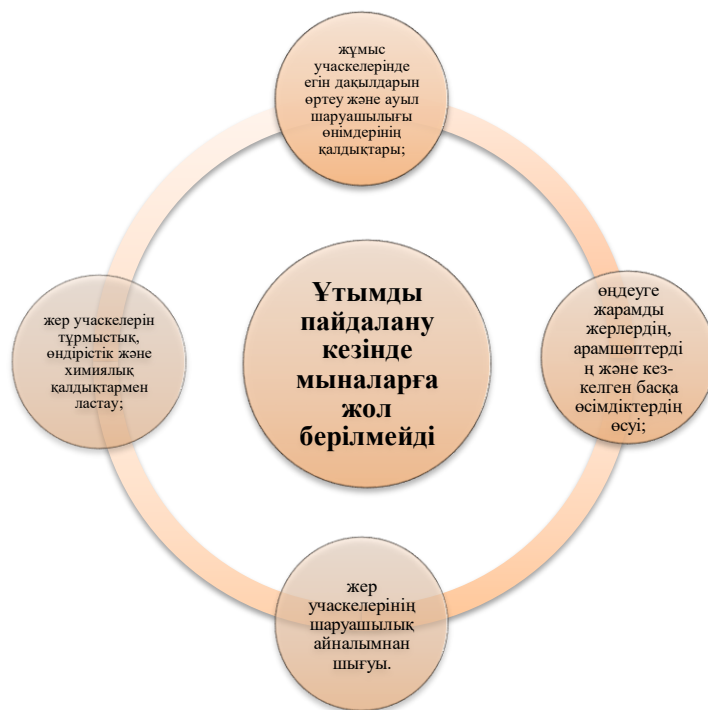 жұмыс
учаскелерінде
егін дақылдарын
өртеу және ауыл
шаруашылығы
өнімдерінің
қалдықтары;
Ұтымды
пайдалану
кезінде
мыналарға
жол
берілмейді
өңдеуге
жарамды
жерлердің,
арамшөптерді
ң және кез-
келген басқа
өсімдіктердің
өсуі;
жер учаскелерін
тұрмыстық,
өндірістік және
химиялық
қалдықтармен
ластау;
жер
учаскелерінің
шаруашылық
айналымнан
шығуы.